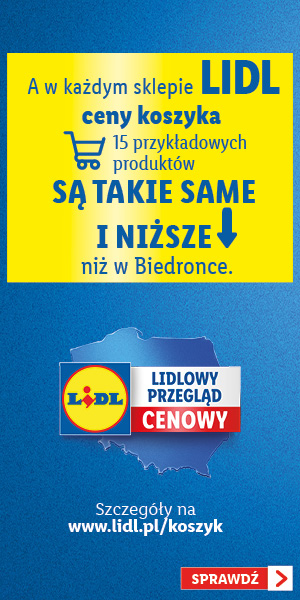 A w każdym sklepie LIDL
ceny koszyka
15 przykładowych
produktów
SĄ TAKIE SAME
I NIŻSZE
niż w Biedronce.
LIDL
LIDLOWY
PRZEGLĄD
CENOWY
Szczegóły na
www.lidl.pl/koszyk
SPRAWDŹ